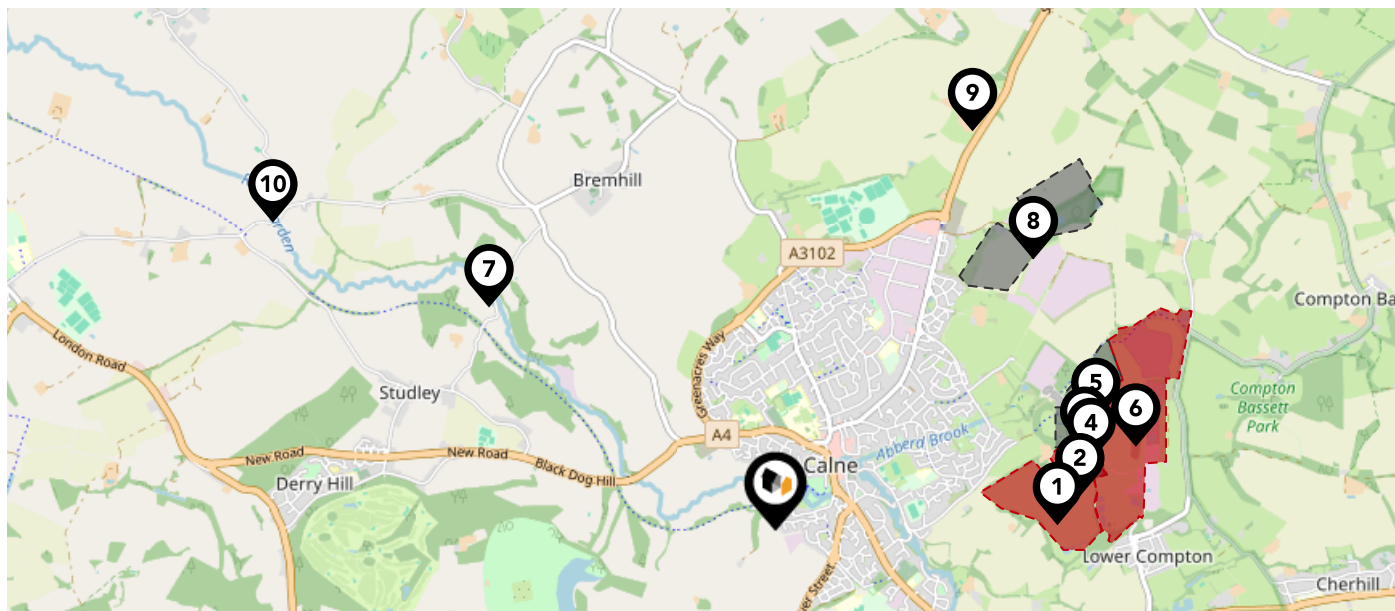 9
10
Bremhill
8
A3102
7
Compton Ba
London Road
Greenacres Way
Studley
5
Compton
Bassett
Park
6
4
A4
Abberd Brook
New Road
New Road
Black Dog Hill
Calne
2
Derry Hill
1
Lower Compton
Cherhill